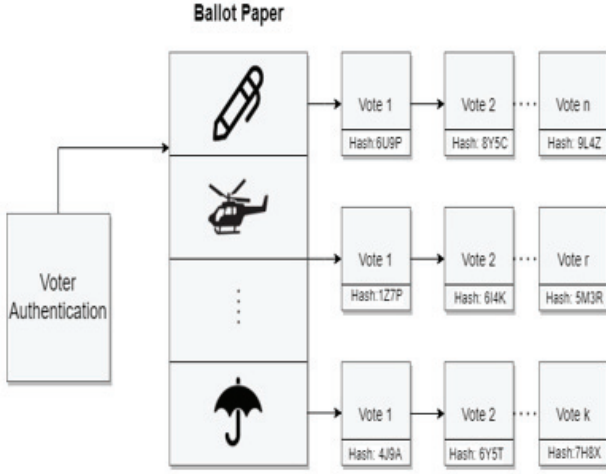 Ballot Paper
Voter
Authentication
Vote 1
Hash:6U9P
Vote 2
Hash: 8Y5C
Vote n
Hash: 9L4Z
Vote 1
Hash:1Z7P
Vote 2
Hash: 6I4K
Vote r
Hash: 5M3R
Vote 1
Hash: 4J9A
Vote 2
Hash: 6Y5T
Vote k
Hash:7H8X